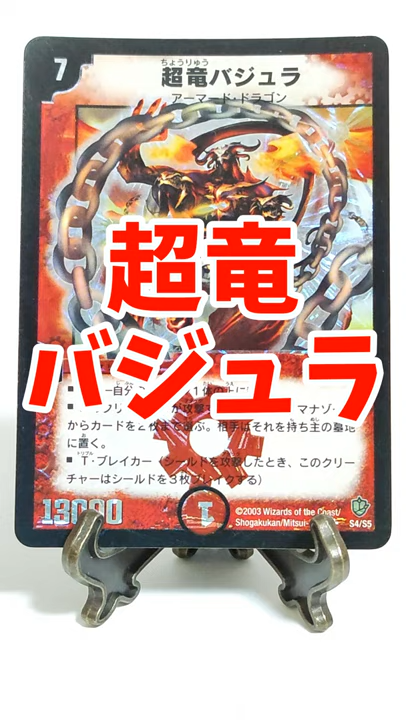 7
ちょうりゅう
超竜バジュラ
アーマード・ドラゴン
超竜
バジュラ
からカードを2枚まで選ぶ。相手はそれを持ち主の墓地
に置く。
トリプル
■T・ブレイカー(シールドを攻撃したとき、このクリー
チャーはシールドを3枚ブレイクする)
13000
T
©2003 Wizards of the Coast/
Shogakukan/Mitsui-
S4/S5